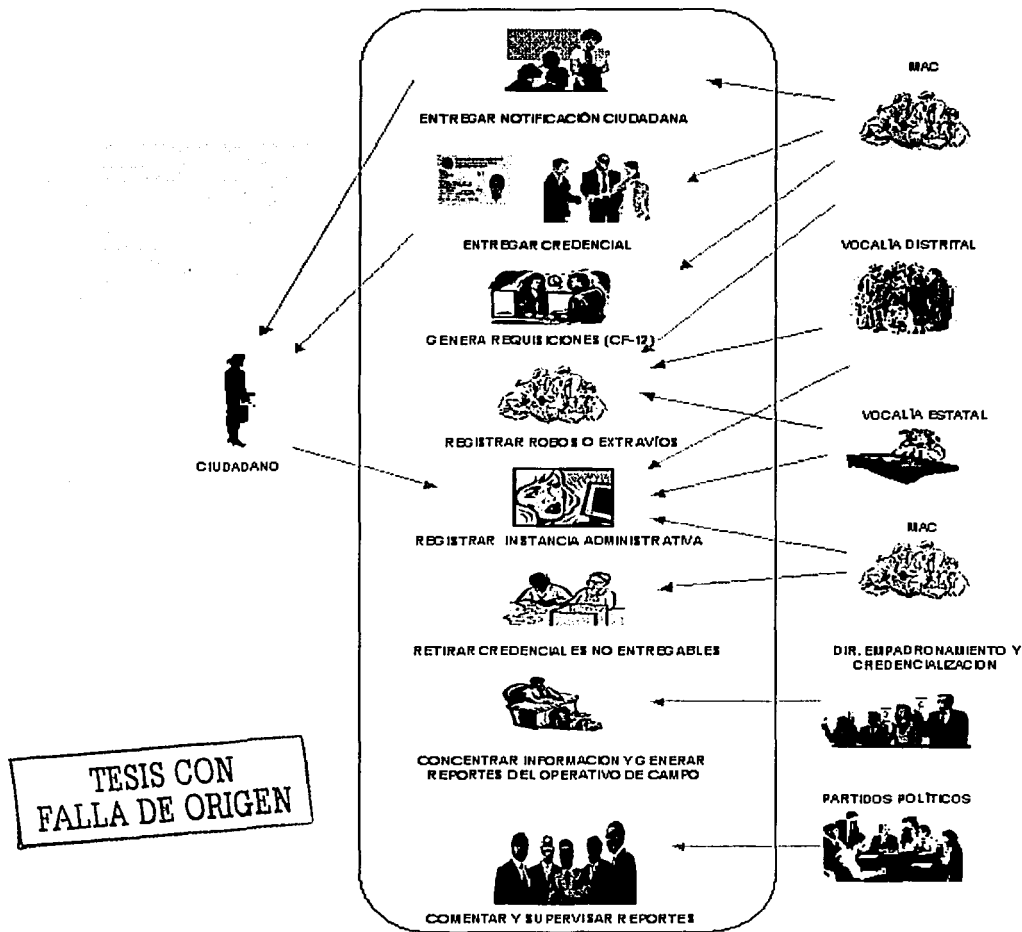 ENTREGAR NOTIFICACIÓN CIUDADANA
ENTREGAR CREDENCIAL
GENERA REQUISICIONES (CF-12)
REGISTRAR ROBOS O EXTRAVÍOS
REGISTRAR INSTANCIA ADMINISTRATIVA
RETIRAR CREDENCIALES NO ENTREGABLES
CONCENTRAR INFORMACION Y GENERAR
REPORTES DEL OPERATIVO DE CAMPO
COMENTAR Y SUPERVISAR REPORTES
CIUDADANO
MAC
VOCALÍA DISTRITAL
VOCALÍA ESTATAL
MAC
DIR. EMPADRONAMIENTO Y
CREDENCIALIZACION
PARTIDOS POLÍTICOS
TESIS CON
FALLA DE ORIGEN